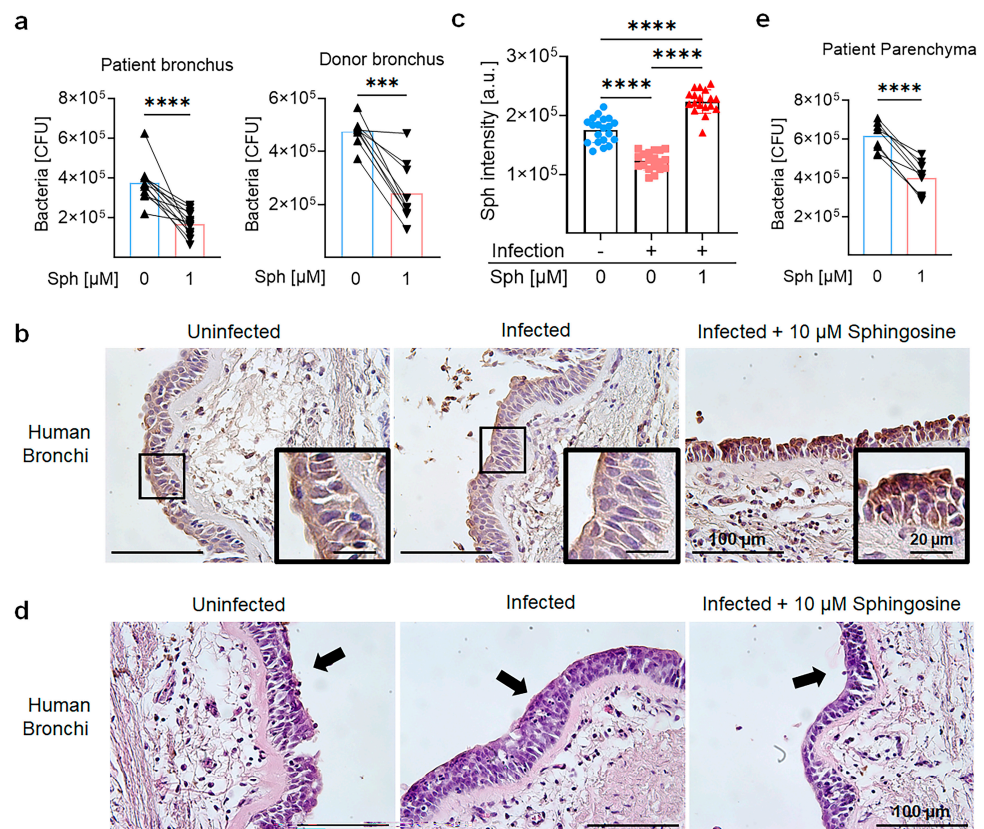 a
Patient bronchus
Donor bronchus
****
***
Bacteria [CFU]
8×10⁵
6×10⁵
4×10⁵
2×10⁵
Sph [µM] 0 1
Bacteria [CFU]
6×10⁵
4×10⁵
2×10⁵
Sph [µM] 0 1
c
****
****
****
Sph intensity [a.u.]
3×10⁵
2×10⁵
1×10⁵
Infection - + +
Sph [µM] 0 0 1
e
Patient Parenchyma
****
Bacteria [CFU]
8×10⁵
6×10⁵
4×10⁵
2×10⁵
Sph [µM] 0 1
b
Uninfected
Infected
Infected + 10 µM Sphingosine
Human
Bronchi
100 µm
20 µm
d
Uninfected
Infected
Infected + 10 µM Sphingosine
Human
Bronchi
100 µm